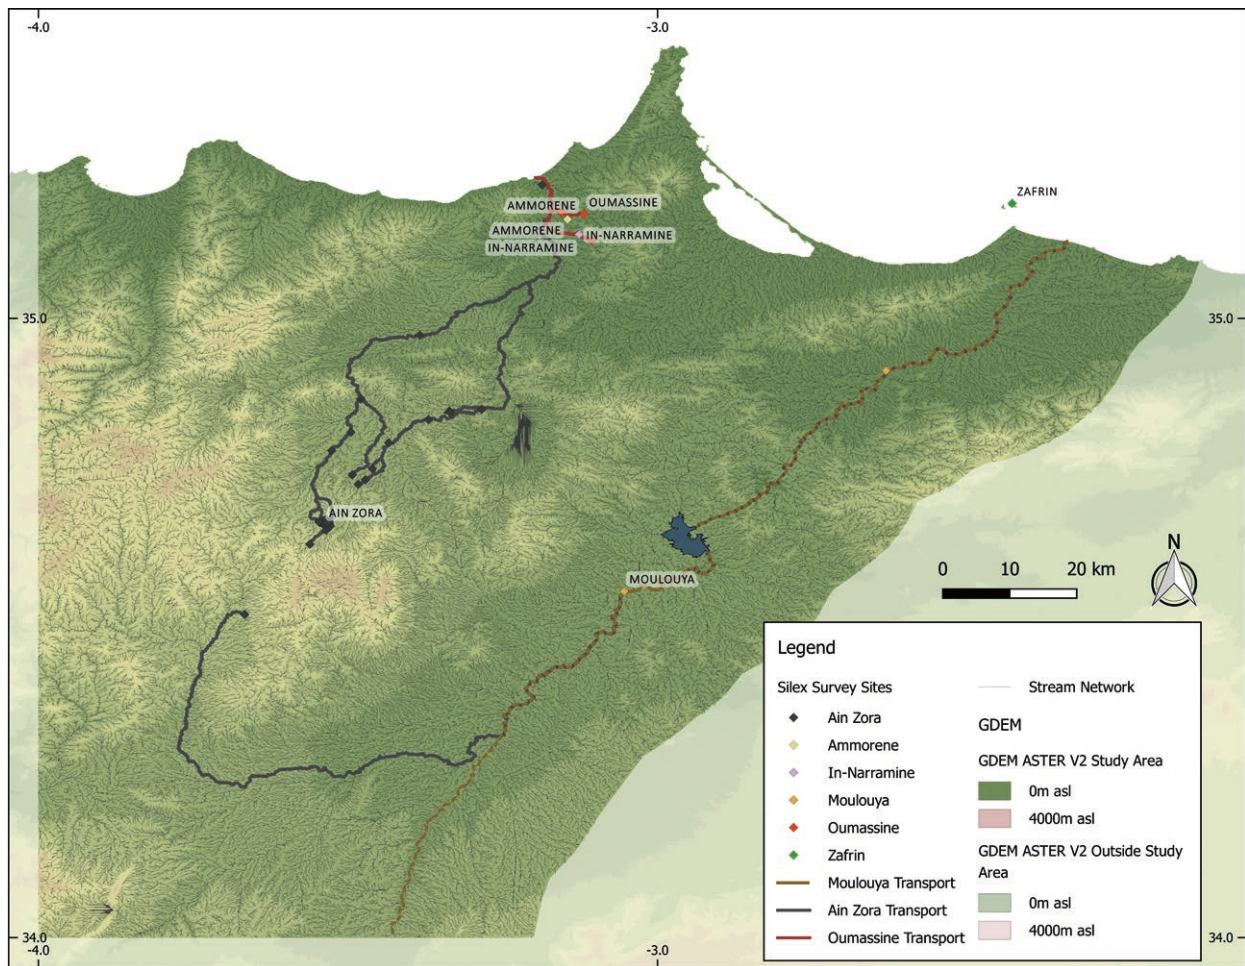 -4.0
-3.0
ZAFRIN
AMMORENE
OUMASSINE
AMMORENE
IN-NARRAMINE
IN-NARRAMINE
35.0
35.0
AIN ZORA
N
MOULOUYA
0 10 20 km
Legend
Silex Survey Sites
Ain Zora
Ammorene
In-Narramine
Moulouya
Oumassine
Zafrin
Moulouya Transport
Ain Zora Transport
Oumassine Transport
Stream Network
GDEM
GDEM ASTER V2 Study Area
0m asl
4000m asl
GDEM ASTER V2 Outside Study
Area
0m asl
4000m asl
34.0
34.0
-4.0
-3.0